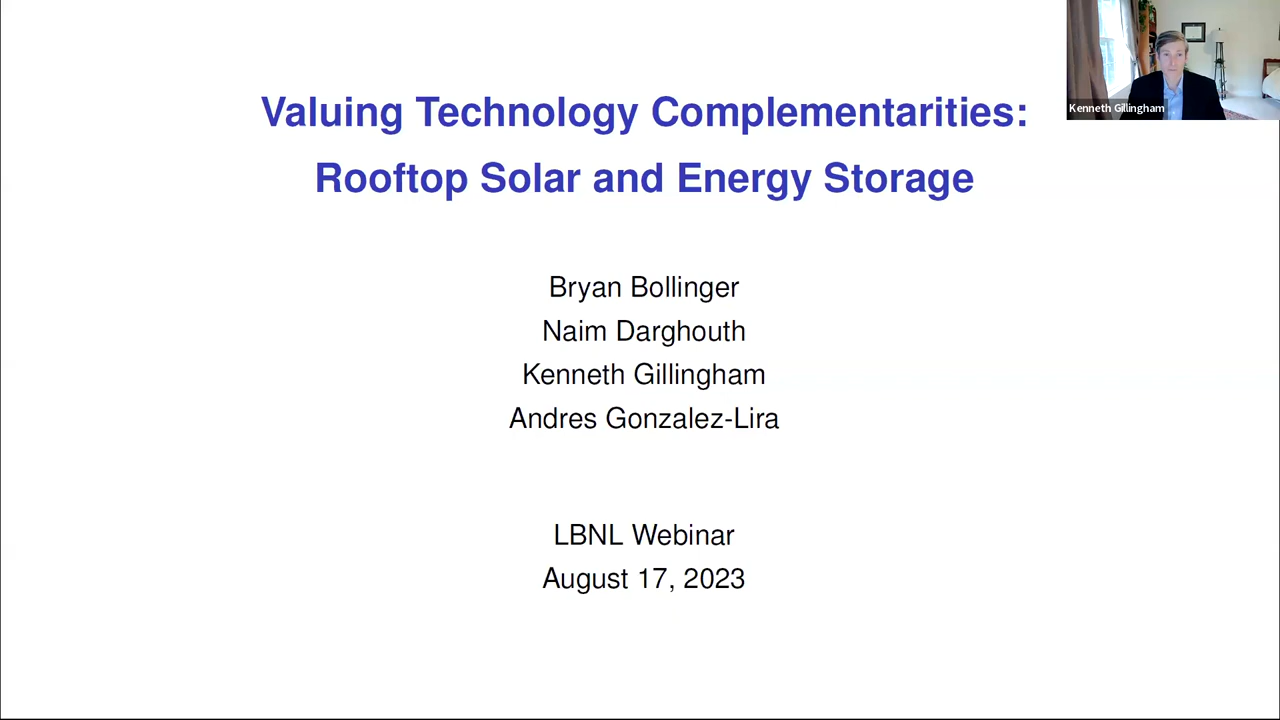 Valuing Technology Complementarities:
Rooftop Solar and Energy Storage
Bryan Bollinger
Naim Darghouth
Kenneth Gillingham
Andres Gonzalez-Lira
LBNL Webinar
August 17, 2023
Kenneth Gillingham